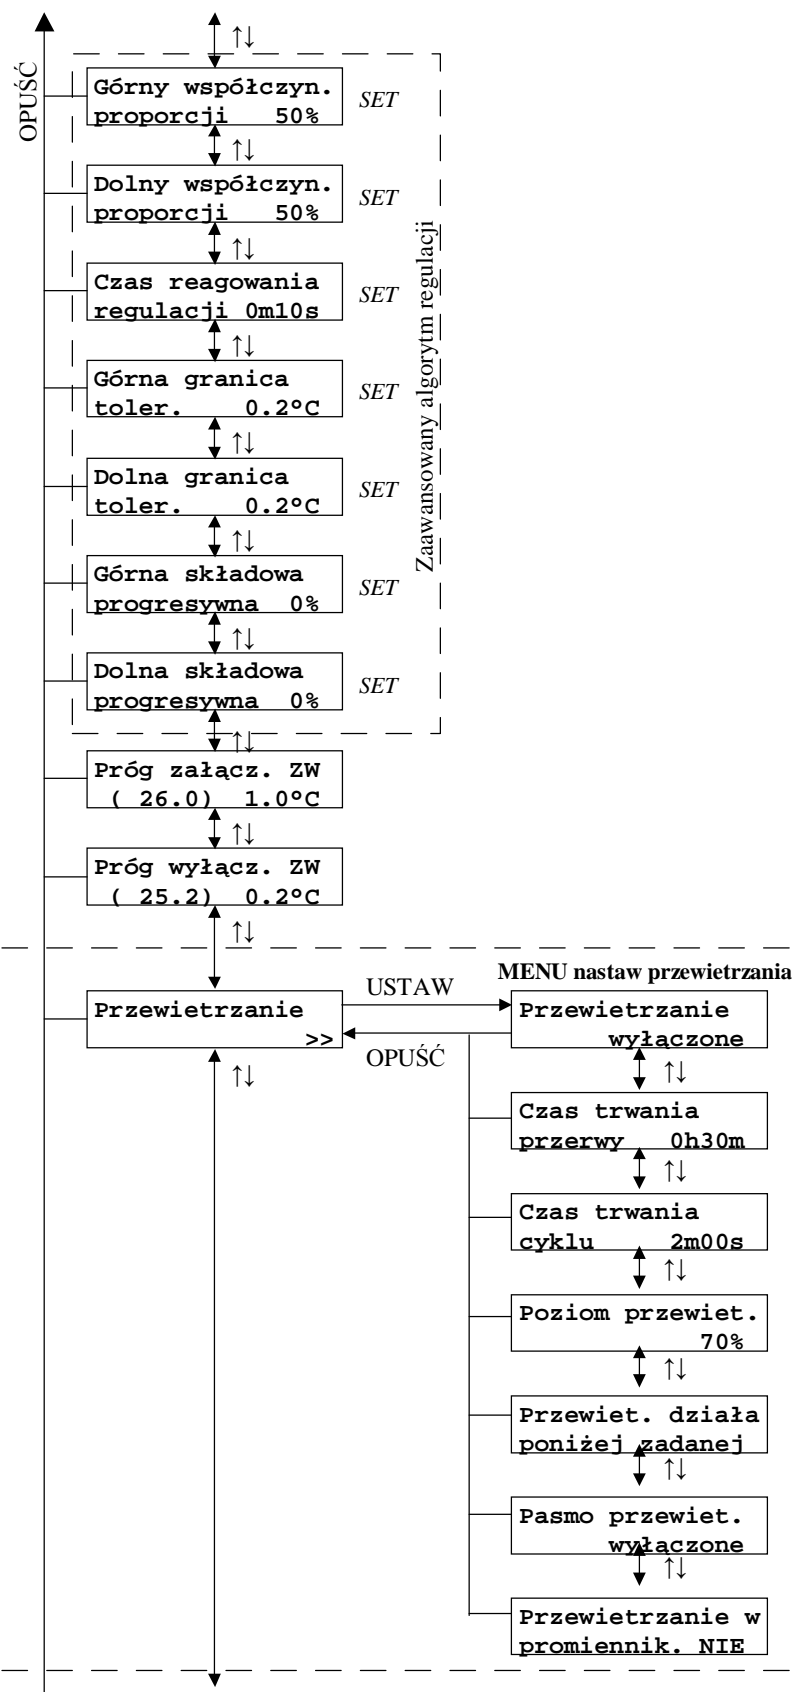 ↑↓
OPUŚĆ
Górny współczyn.
proporcji 50%
SET
↑↓
Dolny współczyn.
proporcji 50%
SET
↑↓
Czas reagowania
regulacji 0m10s
SET
↑↓
Górna granica
toler. 0.2°C
SET
↑↓
Dolna granica
toler. 0.2°C
SET
↑↓
Górna składowa
progresywna 0%
SET
↑↓
Dolna składowa
progresywna 0%
SET
Zaawansowany algorytm regulacji
↑↓
Próg załącz. ZW
( 26.0) 1.0°C
↑↓
Próg wyłącz. ZW
( 25.2) 0.2°C
↑↓
Przewietrzanie
>>
↑↓
USTAW
OPUŚĆ
MENU nastaw przewietrzania
Przewietrzanie
wyłączone
↑↓
Czas trwania
przerwy 0h30m
↑↓
Czas trwania
cyklu 2m00s
↑↓
Poziom przewiet.
70%
↑↓
Przewiet. działa
poniżej zadanej
↑↓
Pasmo przewiet.
wyłączone
↑↓
Przewietrzanie w
promiennik. NIE